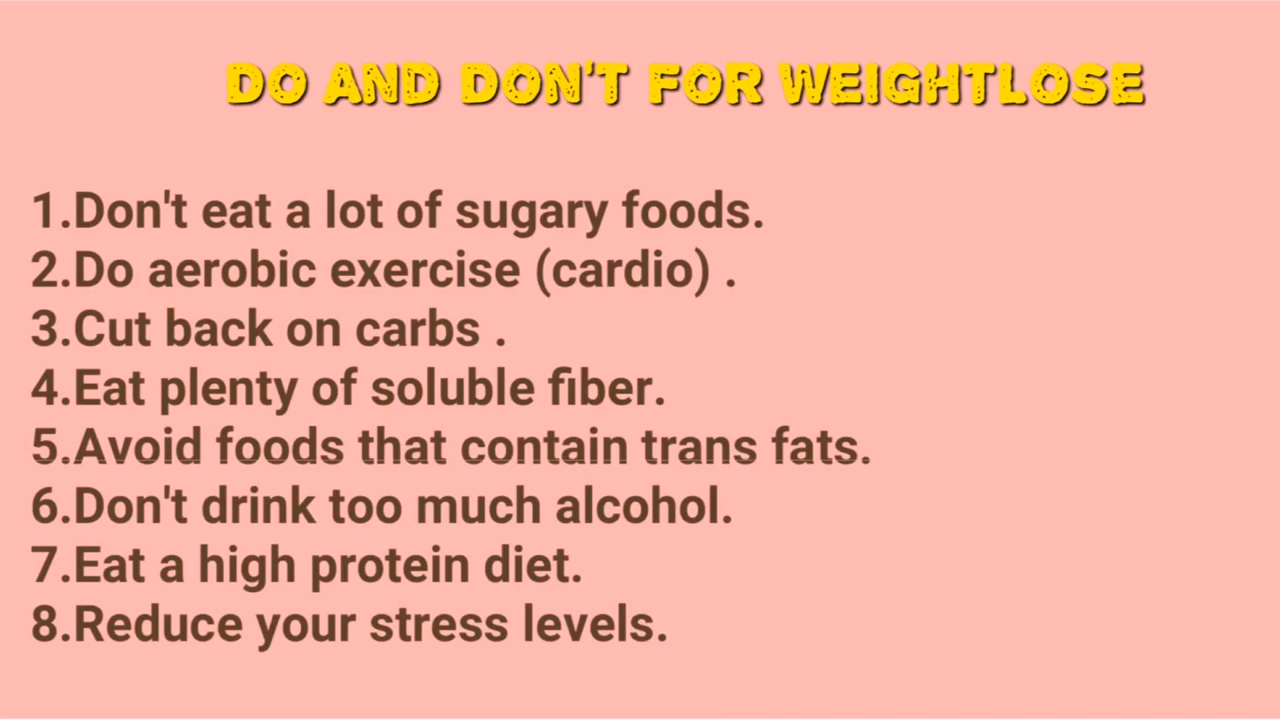 DO AND DON'T FOR WEIGHTLOSE
1.Don't eat a lot of sugary foods.
2.Do aerobic exercise (cardio) .
3.Cut back on carbs .
4.Eat plenty of soluble fiber.
5.Avoid foods that contain trans fats.
6.Don't drink too much alcohol.
7.Eat a high protein diet.
8.Reduce your stress levels.